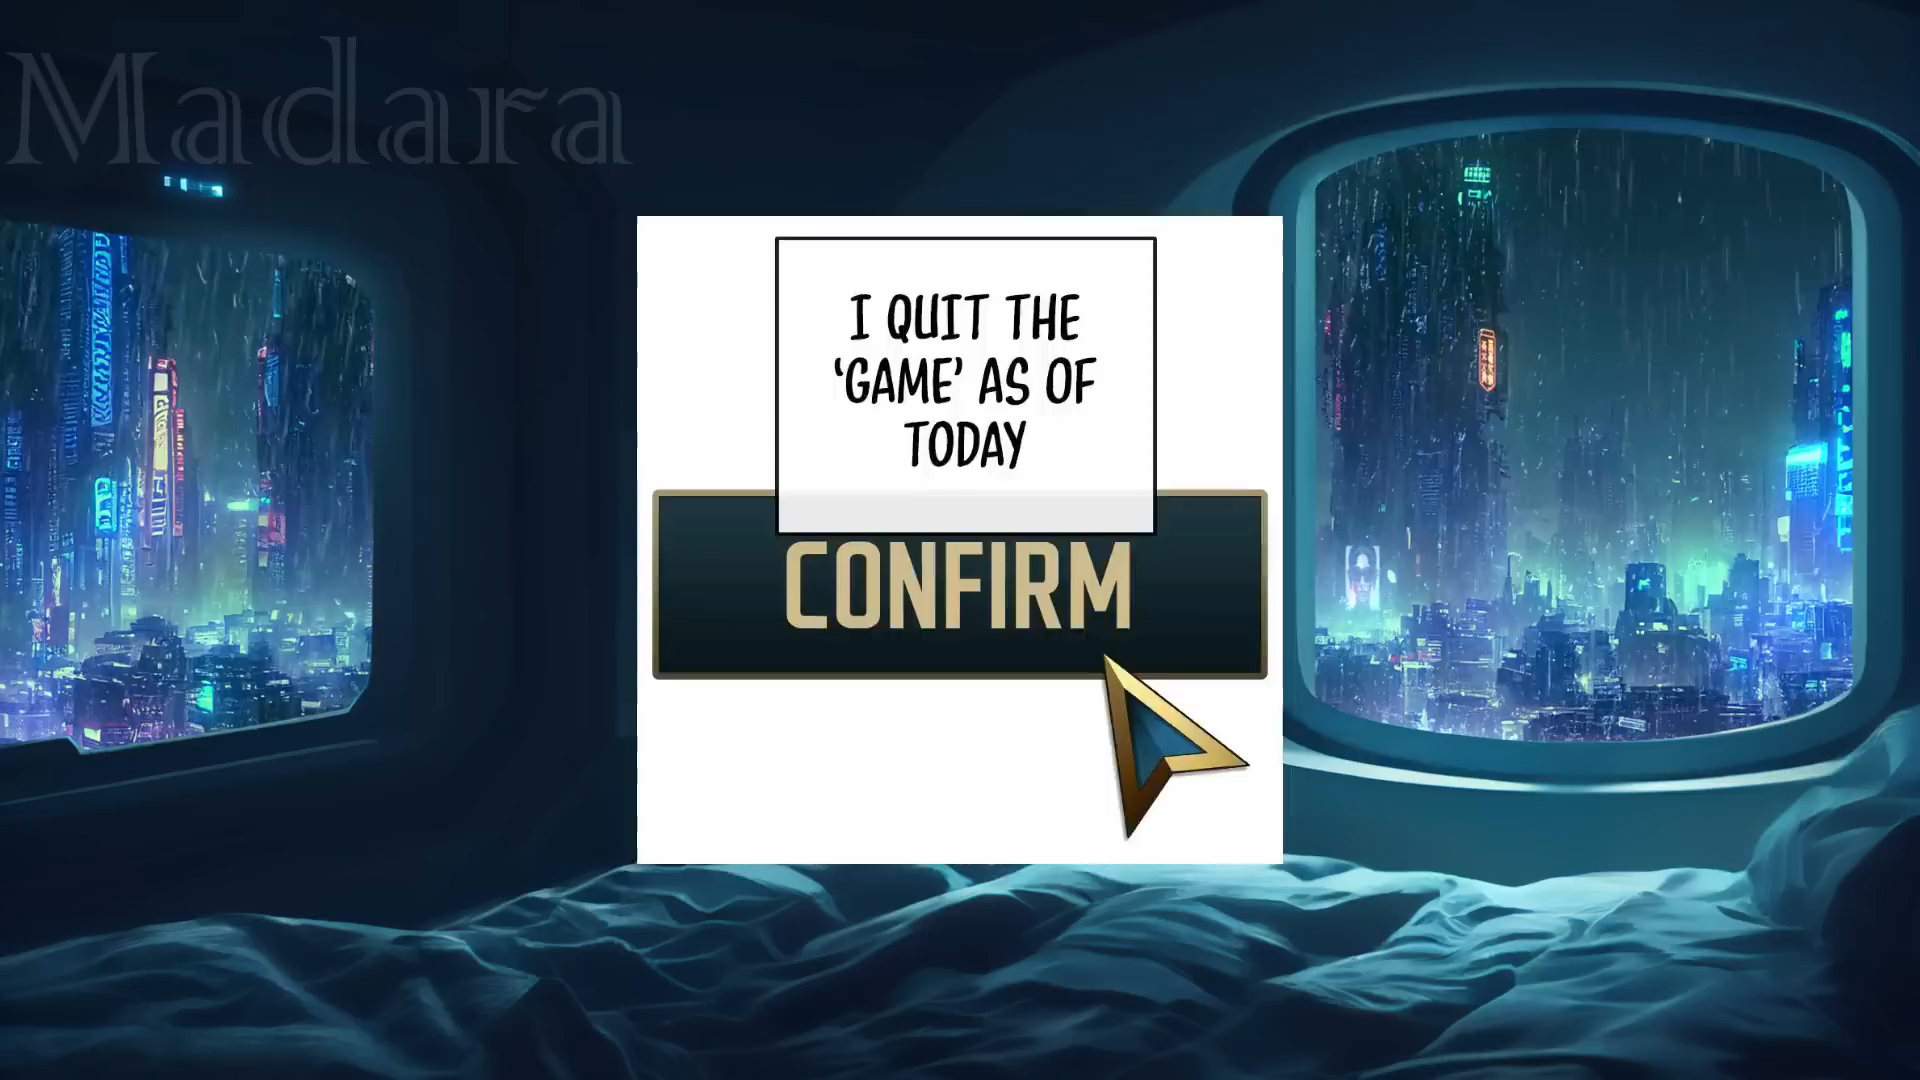 Madara
I QUIT THE
‘GAME’ AS OF
TODAY
CONFIRM